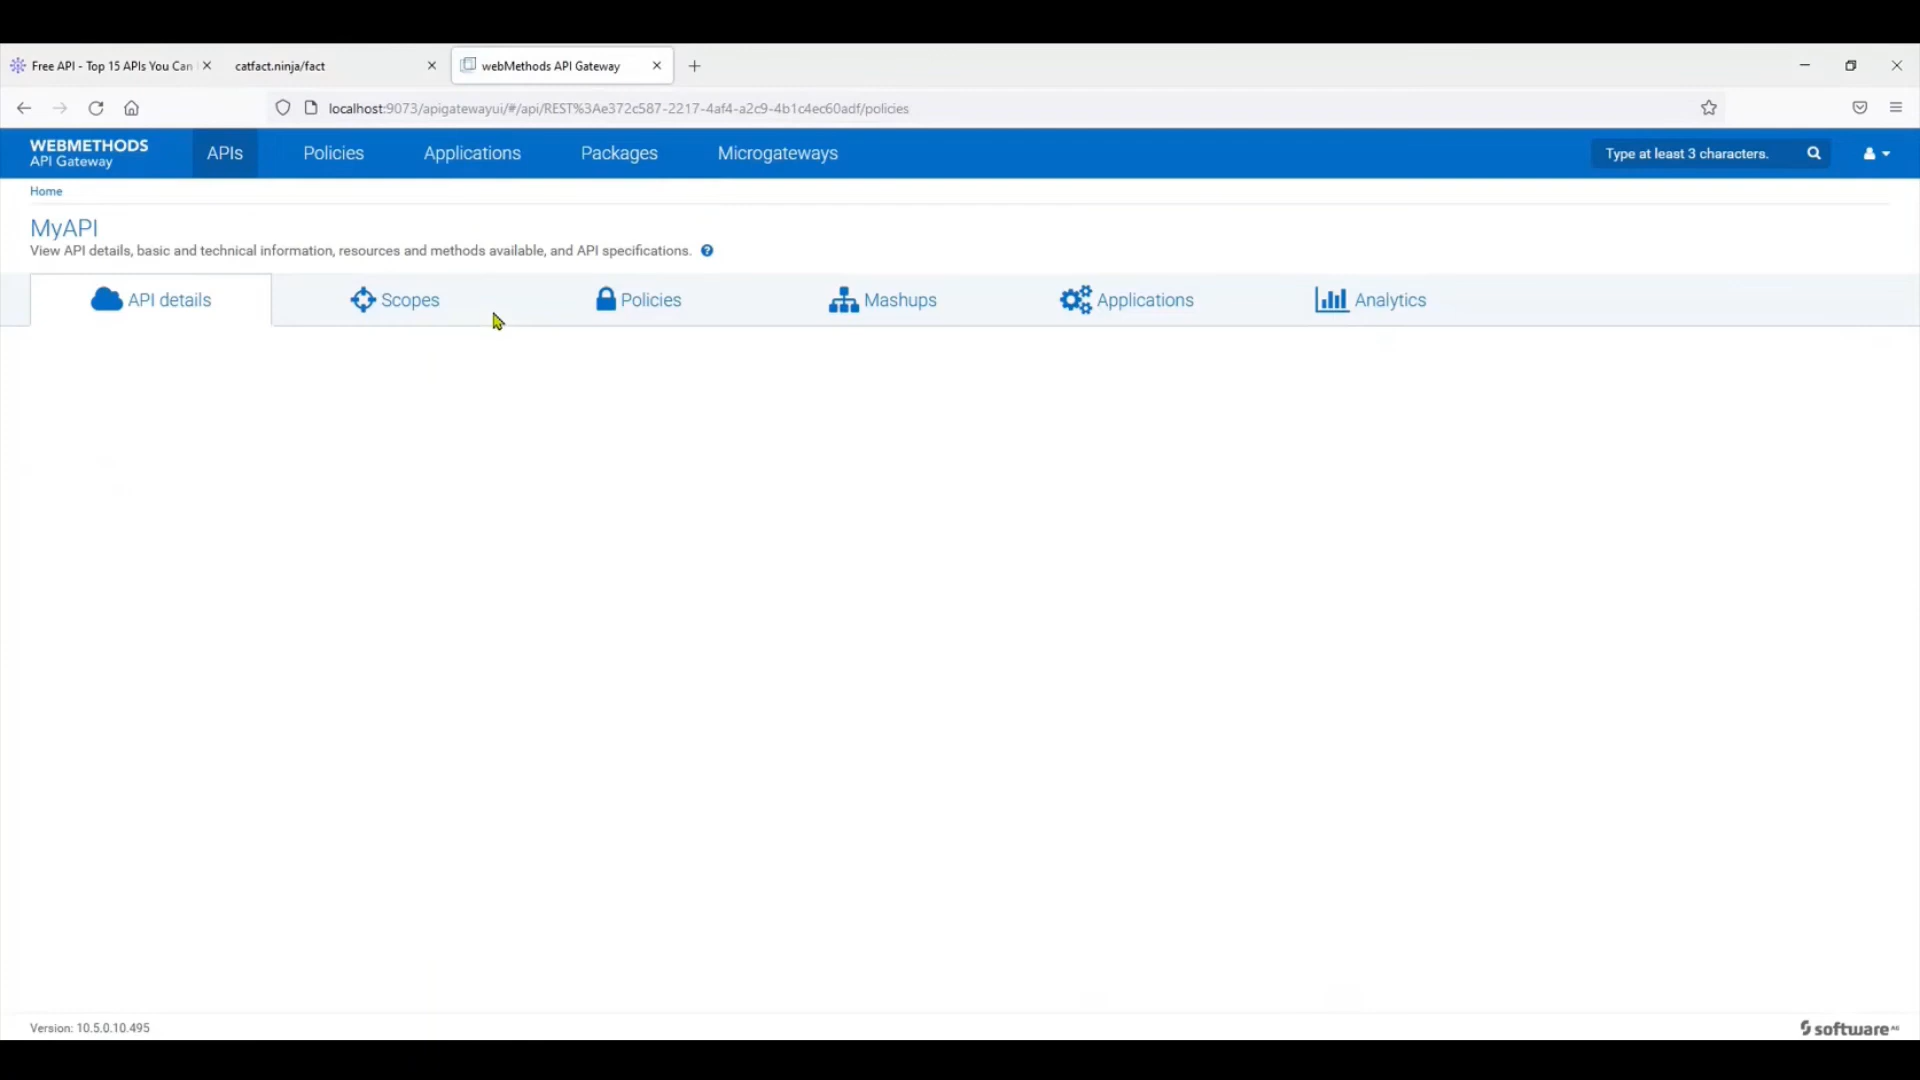 Free API - Top 15 APIs You Can
catfact.ninja/fact
webMethods API Gateway
localhost:9073/apigatewayui/#/api/REST%3Ae372c587-2217-4af4-a2c9-4b1c4ec60adf/policies
WEBMETHODS
API Gateway
APIs
Policies
Applications
Packages
Microgateways
Type at least 3 characters.
Home
MyAPI
View API details, basic and technical information, resources and methods available, and API specifications.
API details
Scopes
Policies
Mashups
Applications
Analytics
Version: 10.5.0.10.495
software AG